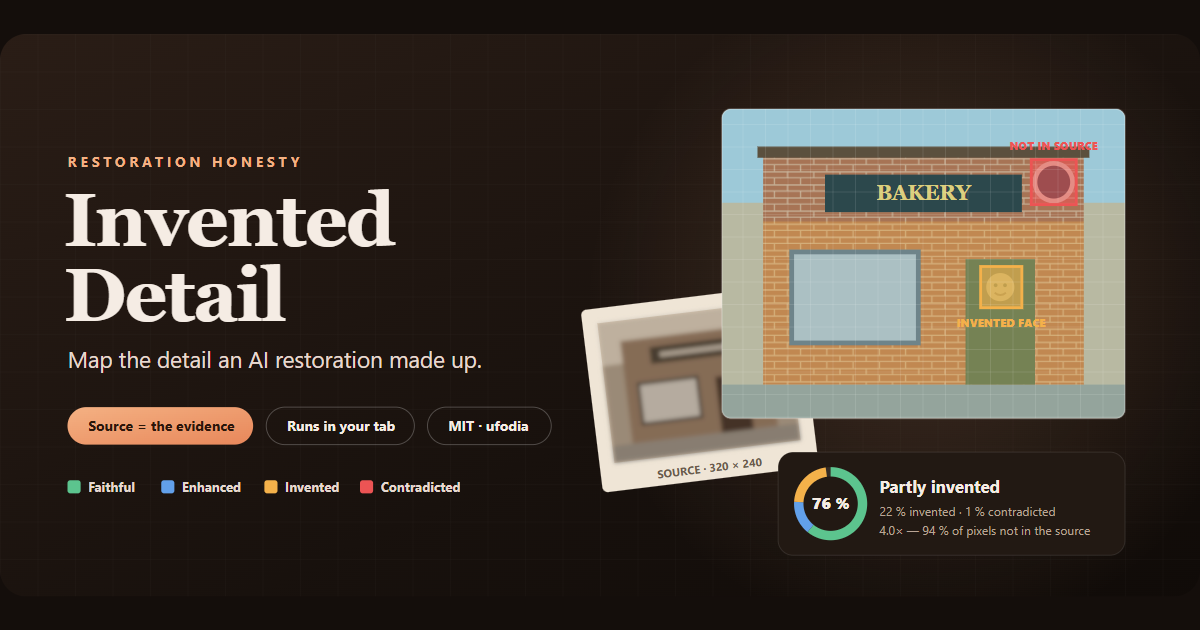 RESTORATION HONESTY
Invented
Detail
Map the detail an AI restoration made up.
Source = the evidence
Runs in your tab
MIT · ufodia
Faithful
Enhanced
Invented
Contradicted
NOT IN SOURCE
BAKERY
INVENTED FACE
SOURCE · 320 × 240
76 %
Partly invented
22 % invented · 1 % contradicted
4.0× — 94 % of pixels not in the source